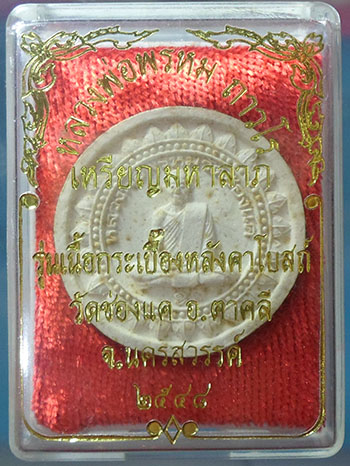 หลวงพ่อพรหม ถาวโร
เหรียญมหาลาภ
รุ่นเนื้อกระเบื้องหลังคาโบสถ์
วัดช่องแค อ.ตาคลี
จ.นครสวรรค์
๒๕๔๘